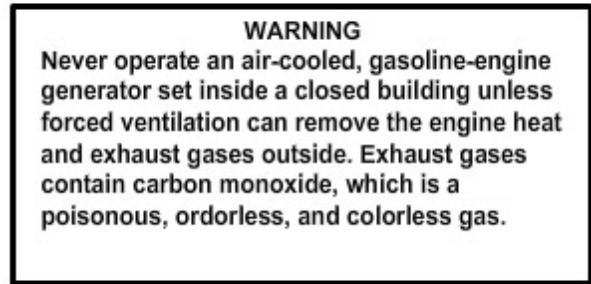 WARNING
Never operate an air-cooled, gasoline-engine
generator set inside a closed building unless
forced ventilation can remove the engine heat
and exhaust gases outside. Exhaust gases
contain carbon monoxide, which is a
poisonous, ordorless, and colorless gas.